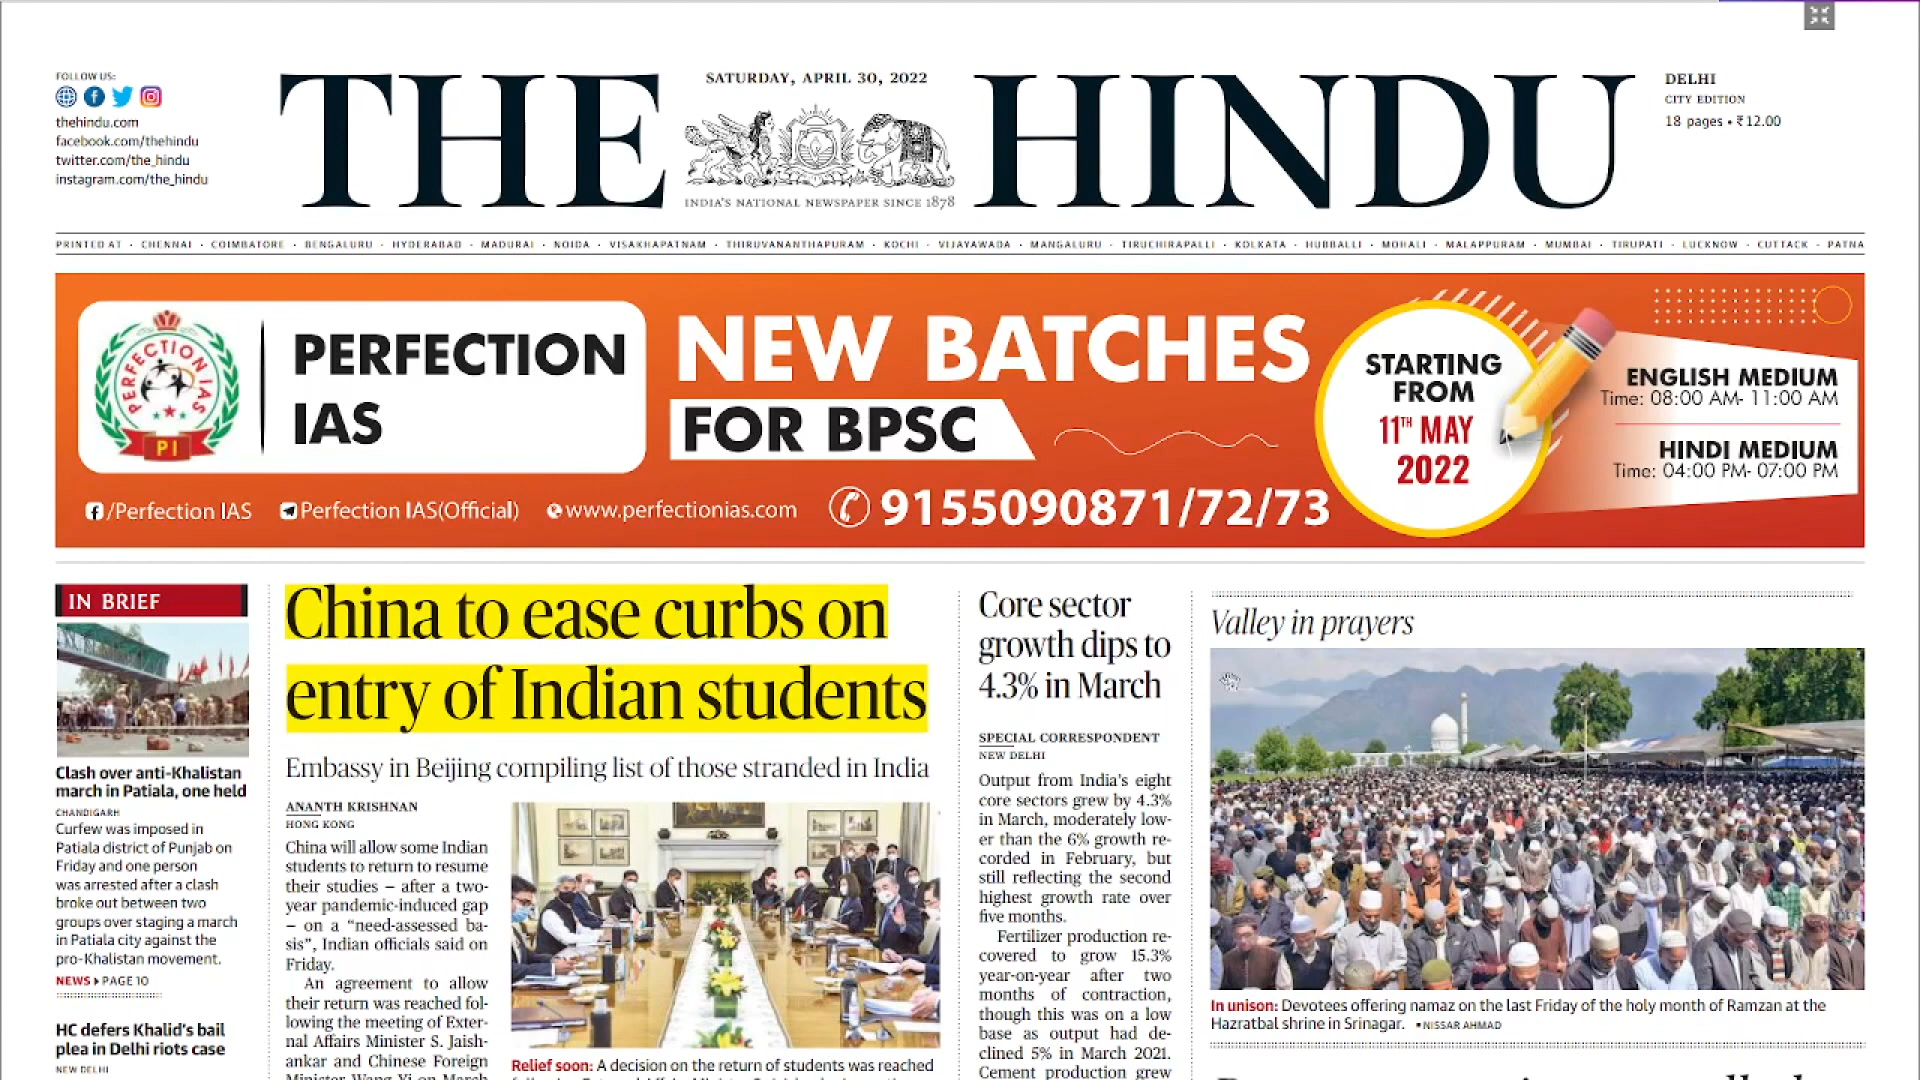 FOLLOW US:
thehindu.com
facebook.com/thehindu
twitter.com/the_hindu
instagram.com/the_hindu
THE HINDU
SATURDAY, APRIL 30, 2022
INDIA'S NATIONAL NEWSPAPER SINCE 1878
DELHI
CITY EDITION
18 pages • ₹12.00
PRINTED AT • CHENNAI • COIMBATORE • BENGALURU • HYDERABAD • MADURAI • NOIDA • VISAKHAPATNAM • THIRUVANANTHAPURAM • KOCHI • VIJAYAWADA • MANGALURU • TIRUCHIRAPALLI • KOLKATA • HUBBALLI • MOHALI • MALAPPURAM • MUMBAI • TIRUPATI • LUCKNOW • CUTTACK • PATNA
PERFECTION IAS
PI
PERFECTION
IAS
NEW BATCHES
FOR BPSC
STARTING
FROM
11TH MAY
2022
ENGLISH MEDIUM
Time: 08:00 AM- 11:00 AM
HINDI MEDIUM
Time: 04:00 PM- 07:00 PM
/Perfection IAS
Perfection IAS(Official)
www.perfectionias.com
9155090871/72/73
IN BRIEF
Clash over anti-Khalistan
march in Patiala, one held
CHANDIGARH
Curfew was imposed in
Patiala district of Punjab on
Friday and one person
was arrested after a clash
broke out between two
groups over staging a march
in Patiala city against the
pro-Khalistan movement.
NEWS ▸ PAGE 10
HC defers Khalid's bail
plea in Delhi riots case
NEW DELHI
China to ease curbs on
entry of Indian students
Embassy in Beijing compiling list of those stranded in India
ANANTH KRISHNAN
HONG KONG
China will allow some Indian
students to return to resume
their studies – after a two-
year pandemic-induced gap
– on a “need-assessed ba-
sis”, Indian officials said on
Friday.
An agreement to allow
their return was reached fol-
lowing the meeting of Exter-
nal Affairs Minister S. Jaish-
ankar and Chinese Foreign
Minister Wang Yi on March
Relief soon: A decision on the return of students was reached
Core sector
growth dips to
4.3% in March
SPECIAL CORRESPONDENT
NEW DELHI
Output from India's eight
core sectors grew by 4.3%
in March, moderately low-
er than the 6% growth re-
corded in February, but
still reflecting the second
highest growth rate over
five months.
Fertilizer production re-
covered to grow 15.3%
year-on-year after two
months of contraction,
though this was on a low
base as output had de-
clined 5% in March 2021.
Cement production grew
Valley in prayers
In unison: Devotees offering namaz on the last Friday of the holy month of Ramzan at the
Hazratbal shrine in Srinagar. ▪ NISSAR AHMAD